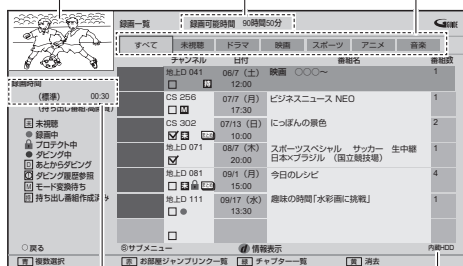 録画一覧
録画可能時間 90時間50分
GGUIDE
すべて 未視聴 ドラマ 映画 スポーツ アニメ 音楽
チャンネル 日付 番組名 番組数
地上D 041 06/7（土） 映画 ○○〜 1
12:00
CS 256 07/7（月） ビジネスニュース NEO 1
M 17:30
CS 302 07/13（日） にっぽんの景色 2
10:00
地上D 071 08/7（木） スポーツスペシャル サッカー 生中継 1
20:00 日本×ブラジル （国立競技場）
地上D 081 09/1（月） 今日のレシピ 4
15:00
地上D 111 09/17（水） 趣味の時間「水彩画に挑戦」 1
13:30
録画時間
（標準） 00:30
未 未視聴
録画中
プロテクト中
ダビング中
あとからダビング
ダビング履歴参照
M モード変換待ち
持ち出し番組作成済み
戻る
Ⓢサブメニュー
d 情報表示
内蔵HDD
青 複数選択
赤 お部屋ジャンプリンク一覧
緑 チャプター一覧
黄 消去